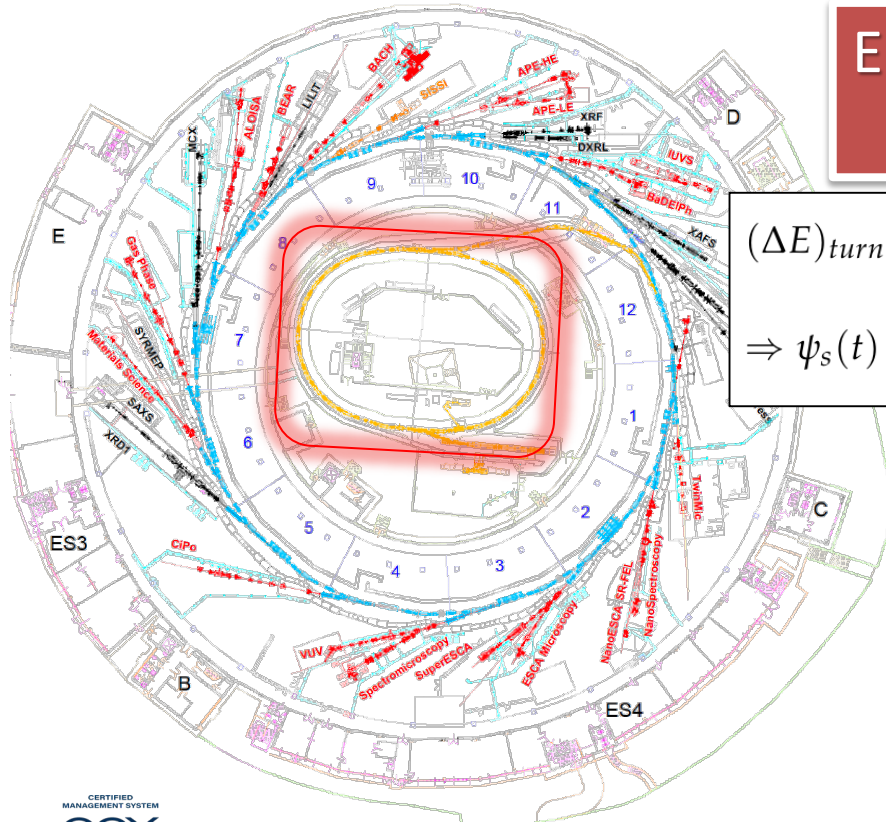 E
(ΔE)turn
⇒ ψs(t)
BACH
SISSI
APE-HE
APE-LE
XRF
DXRL
D
LILIT
BEAR
ALOISA
MCX
IUVS
BaDElPh
XAFS
9
10
11
8
E
Gas Phase
12
7
SYRMEP
Materials Science
SAXS
1
ess
XRD1
6
TwinMic
2
C
5
ES3
CiPo
4
3
NanoESCA
SR-FEL
NanoSpectroscopy
VUV
Spectromicroscopy
SuperESCA
ESCA Microscopy
B
ES4
CERTIFIED
MANAGEMENT SYSTEM